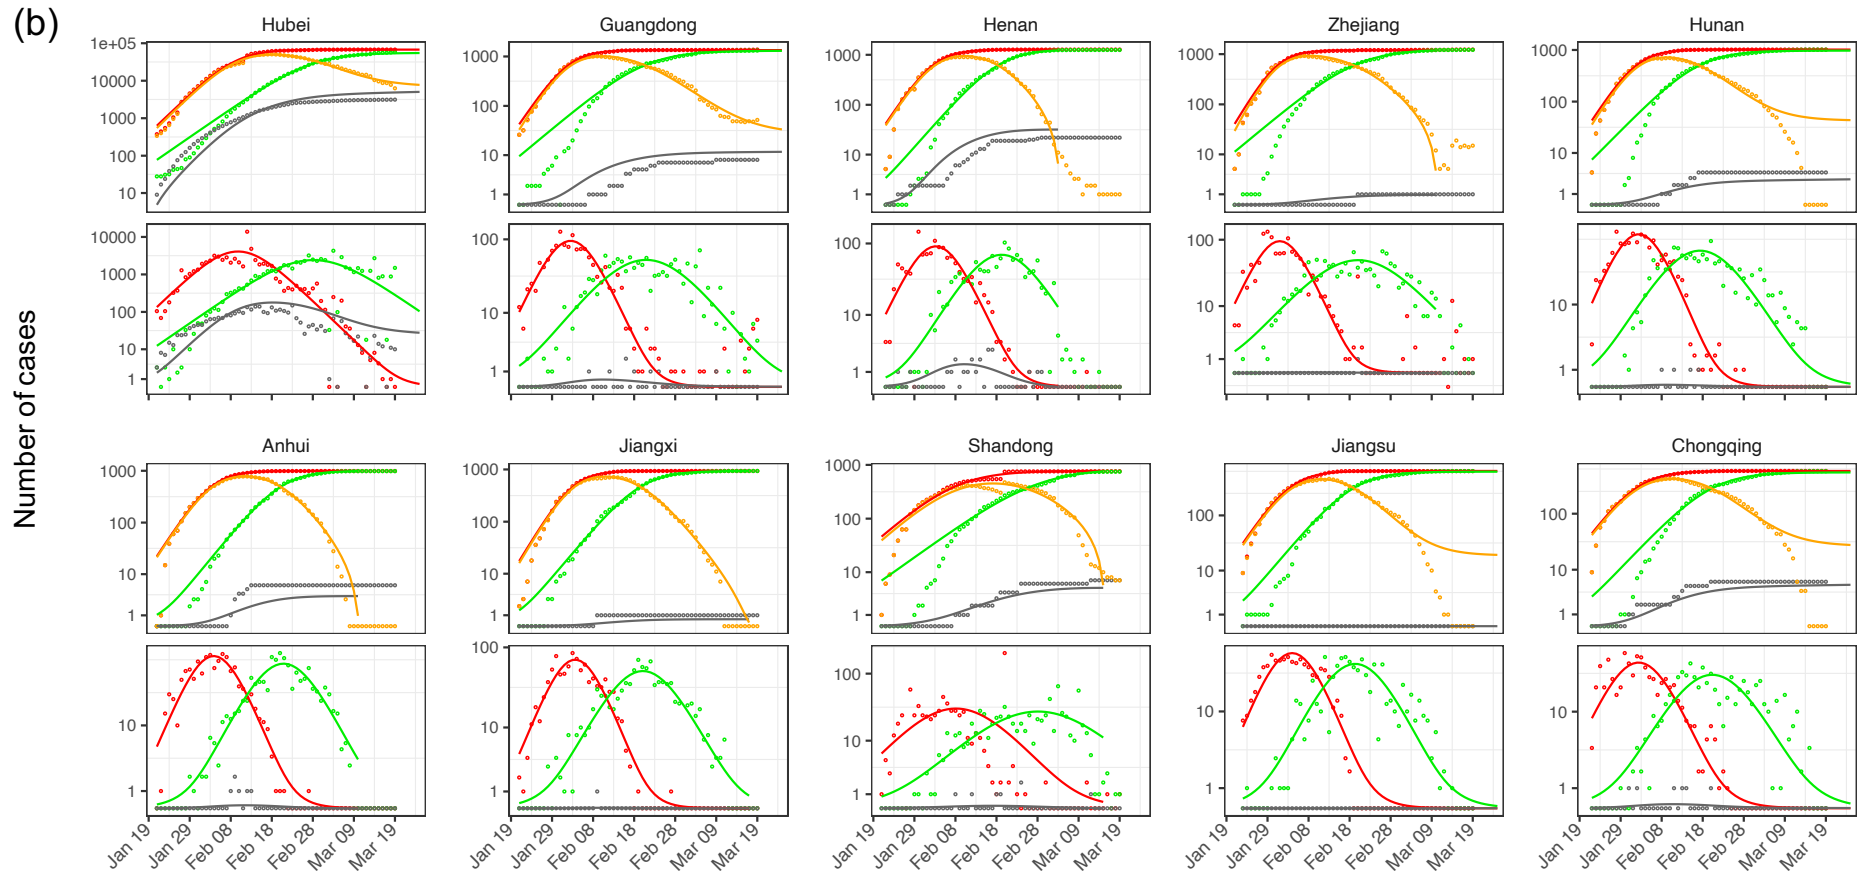 (b)
Number of cases
Hubei
Guangdong
Henan
Zhejiang
Hunan
1e+05
10000
1000
100
10
1000
100
10
1
1000
100
10
1
1000
100
10
1
1000
100
10
1
10000
1000
100
10
1
100
10
1
100
10
1
100
10
1
10
1
Anhui
Jiangxi
Shandong
Jiangsu
Chongqing
1000
100
10
1
1000
100
10
1
1000
100
10
1
100
10
1
100
10
1
10
1
100
10
1
100
10
1
10
1
10
1
Jan 19
Jan 29
Feb 08
Feb 18
Feb 28
Mar 09
Mar 19
Jan 19
Jan 29
Feb 08
Feb 18
Feb 28
Mar 09
Mar 19
Jan 19
Jan 29
Feb 08
Feb 18
Feb 28
Mar 09
Mar 19
Jan 19
Jan 29
Feb 08
Feb 18
Feb 28
Mar 09
Mar 19
Jan 19
Jan 29
Feb 08
Feb 18
Feb 28
Mar 09
Mar 19